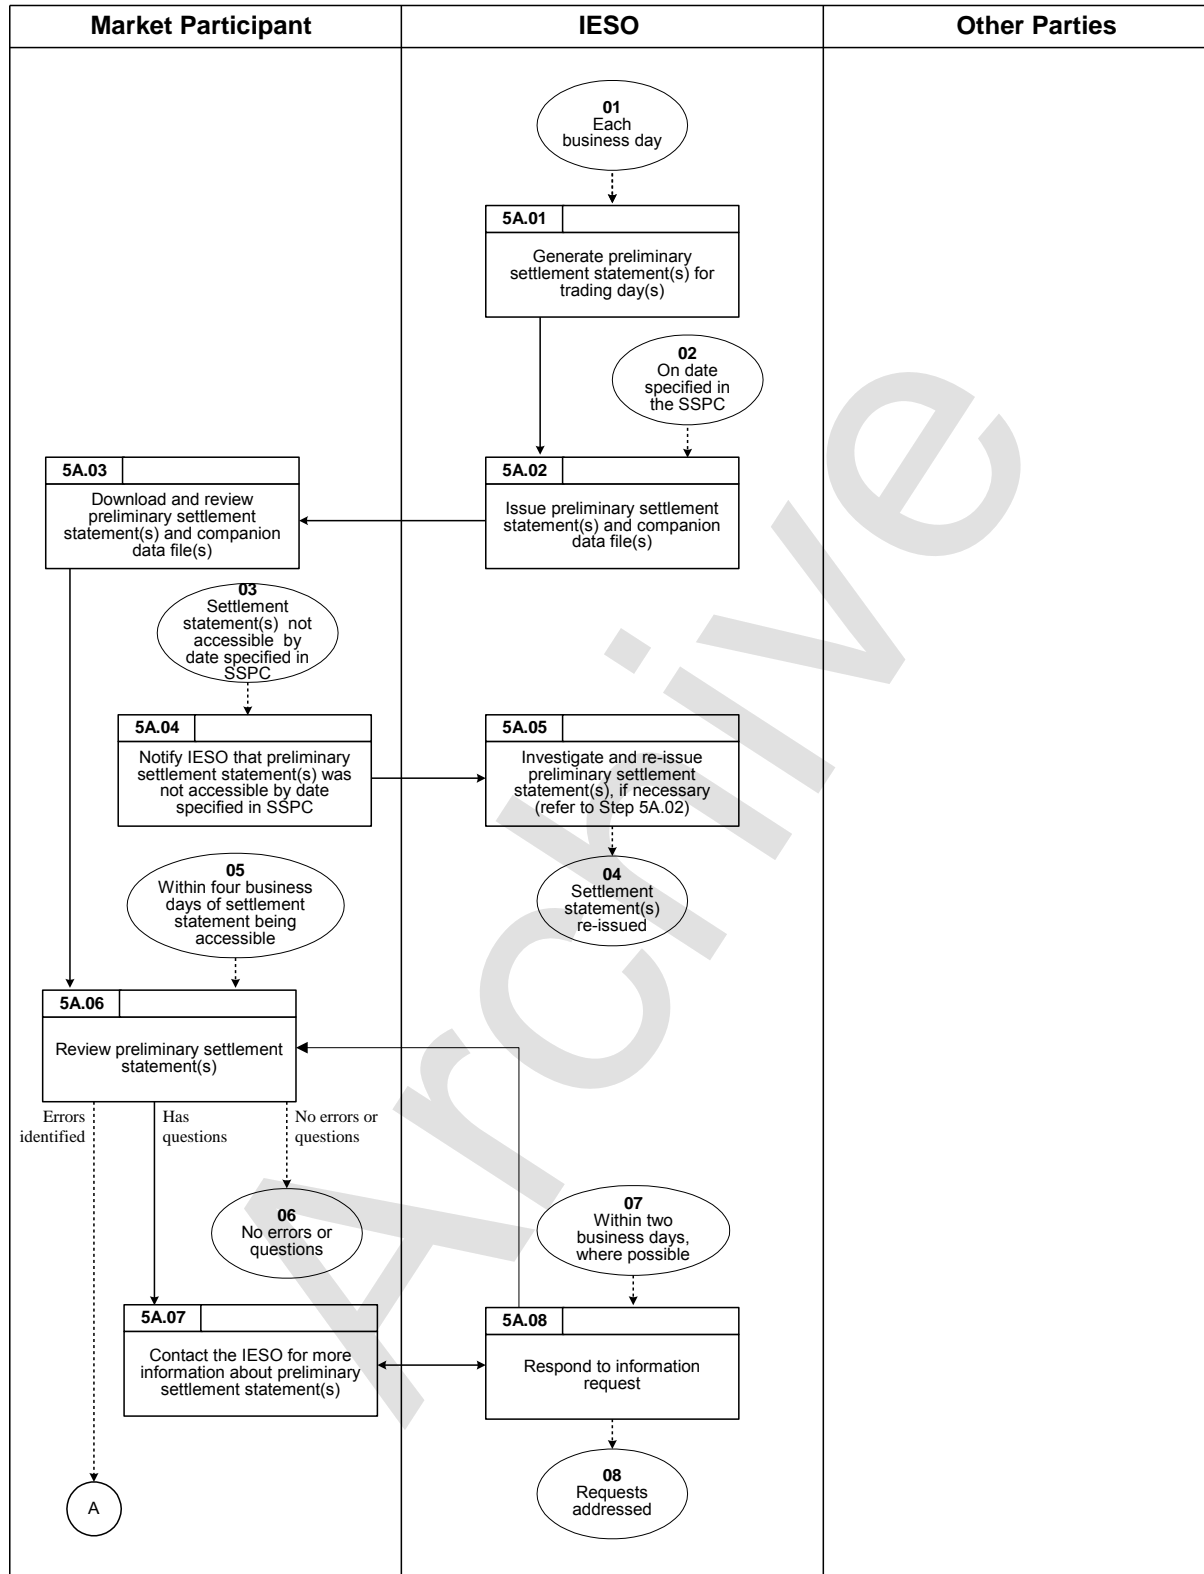 Market Participant
IESO
Other Parties
01
Each
business day
5A.01
Generate preliminary
settlement statement(s) for
trading day(s)
02
On date
specified in
the SSPC
5A.03
Download and review
preliminary settlement
statement(s) and companion
data file(s)
5A.02
Issue preliminary settlement
statement(s) and companion
data file(s)
03
Settlement
statement(s) not
accessible by
date specified in
SSPC
5A.04
Notify IESO that preliminary
settlement statement(s) was
not accessible by date
specified in SSPC
5A.05
Investigate and re-issue
preliminary settlement
statement(s), if necessary
(refer to Step 5A.02)
04
Settlement
statement(s)
re-issued
05
Within four business
days of settlement
statement being
accessible
5A.06
Review preliminary settlement
statement(s)
Errors
identified
Has
questions
No errors or
questions
06
No errors or
questions
07
Within two
business days,
where possible
5A.07
Contact the IESO for more
information about preliminary
settlement statement(s)
5A.08
Respond to information
request
A
08
Requests
addressed
Archive